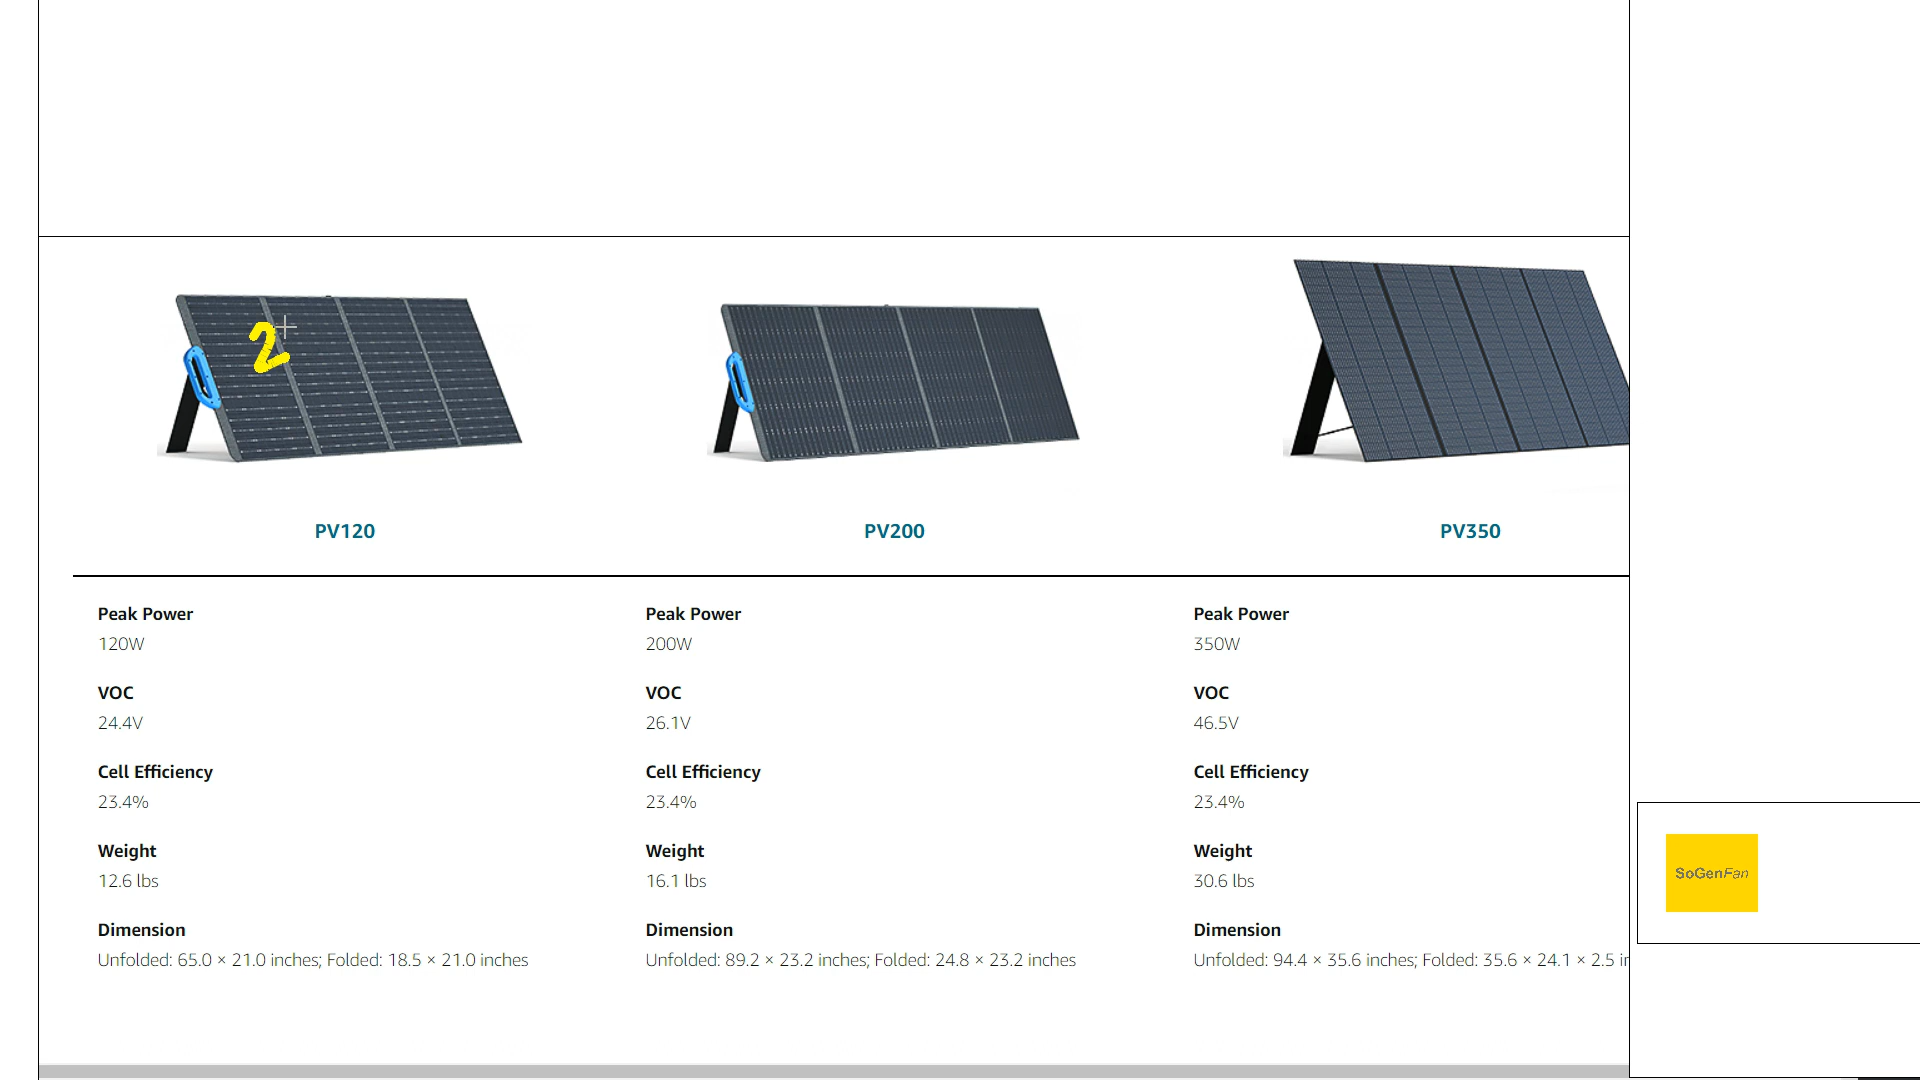 2
PV120
PV200
PV350
Peak Power
120W
VOC
24.4V
Cell Efficiency
23.4%
Weight
12.6 lbs
Dimension
Unfolded: 65.0 × 21.0 inches; Folded: 18.5 × 21.0 inches
Peak Power
200W
VOC
26.1V
Cell Efficiency
23.4%
Weight
16.1 lbs
Dimension
Unfolded: 89.2 × 23.2 inches; Folded: 24.8 × 23.2 inches
Peak Power
350W
VOC
46.5V
Cell Efficiency
23.4%
Weight
30.6 lbs
Dimension
Unfolded: 94.4 × 35.6 inches; Folded: 35.6 × 24.1 × 2.5
SoGenFan